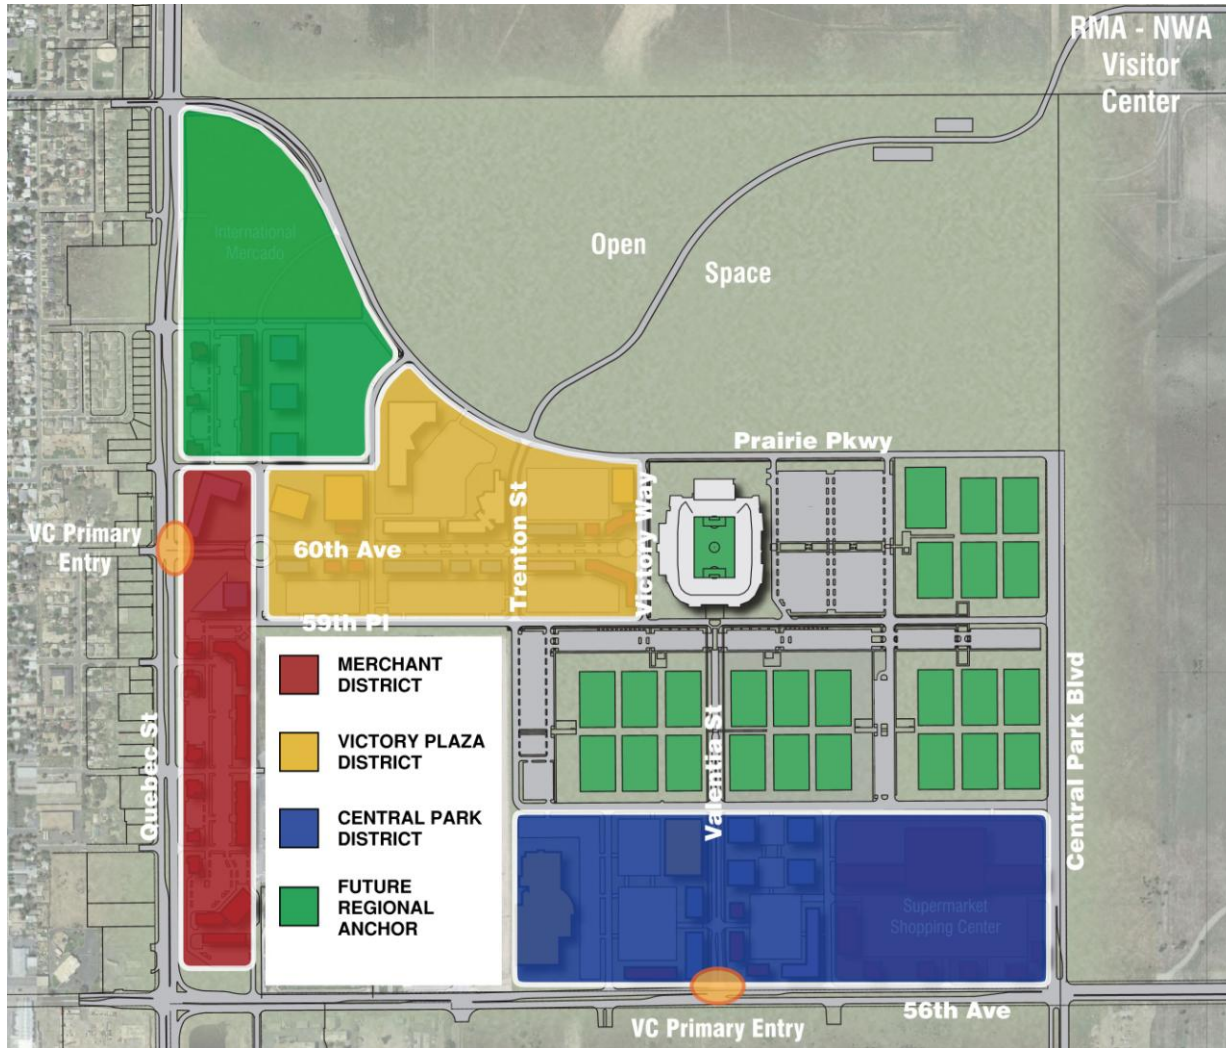 RMA - NWA
Visitor
Center
International
Mercado
Open
Space
Prairie Pkwy
VC Primary
Entry
60th Ave
Trenton St
Victory Way
59th Pl
MERCHANT
DISTRICT
VICTORY PLAZA
DISTRICT
CENTRAL PARK
DISTRICT
FUTURE
REGIONAL
ANCHOR
Quebec St
Valentia St
Central Park Blvd
Supermarket
Shopping Center
56th Ave
VC Primary Entry